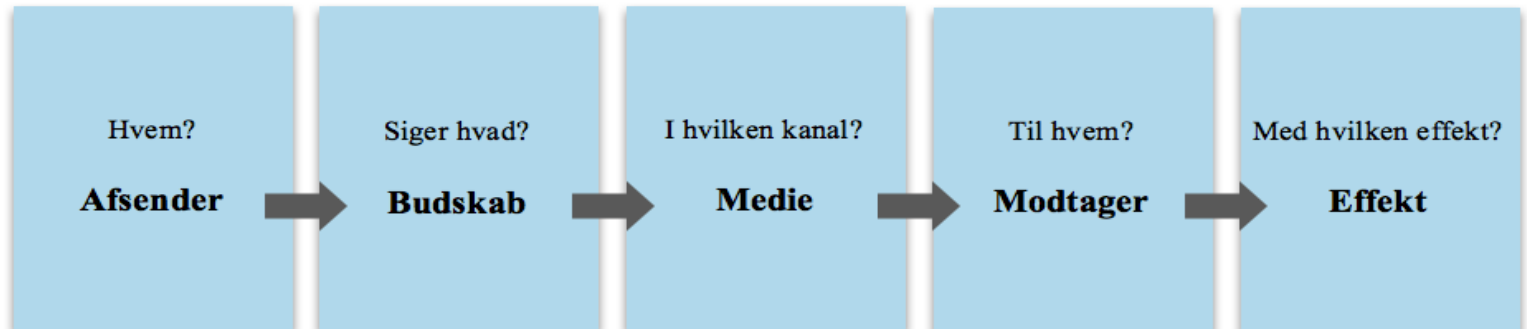 Hvem?
Afsender
Siger hvad?
Budskab
I hvilken kanal?
Medie
Til hvem?
Modtager
Med hvilken effekt?
Effekt